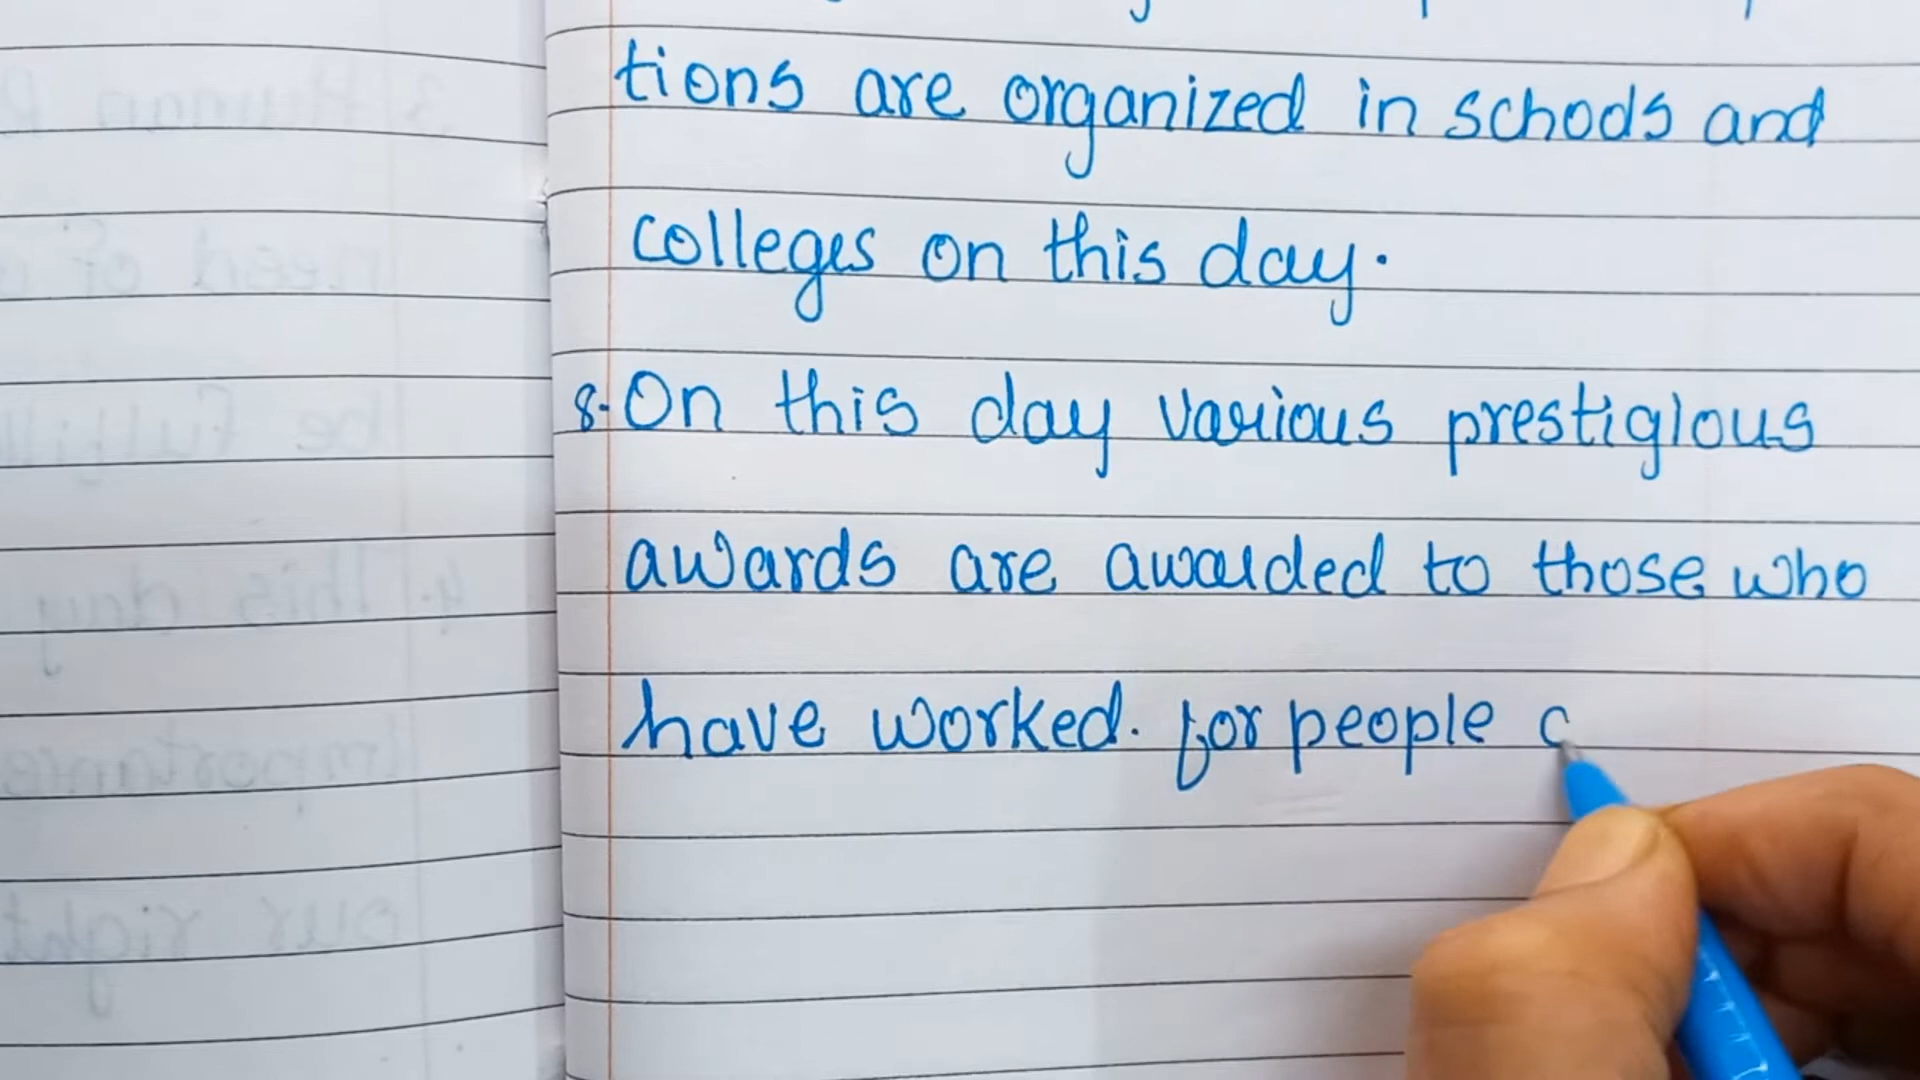 tions are organized in schools and
colleges on this day.
8. On this day various prestigious
awards are awarded to those who
have worked. for people